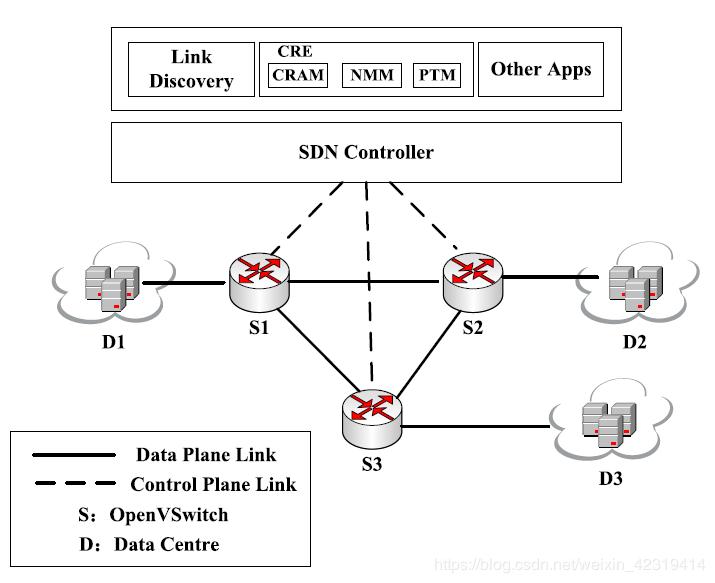 Link
Discovery
CRE
CRAM NMM PTM
Other Apps
SDN Controller
D1
S1
S2
D2
S3
D3
Data Plane Link
Control Plane Link
S：OpenVSwitch
D：Data Centre
https://blog.csdn.net/weixin_42319414